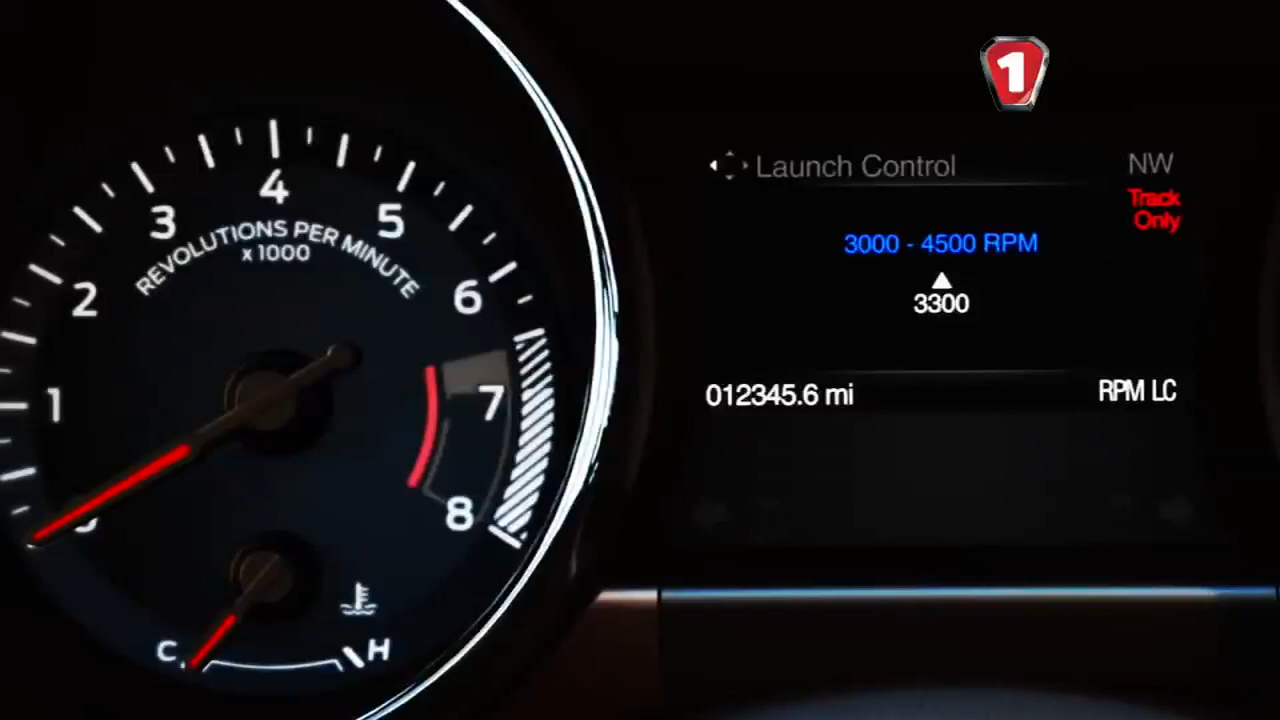 1
4
3
5
REVOLUTIONS PER MINUTE
x 1000
2
6
1
7
8
C
H
Launch Control
NW
Track
Only
3000 - 4500 RPM
3300
012345.6 mi
RPM LC